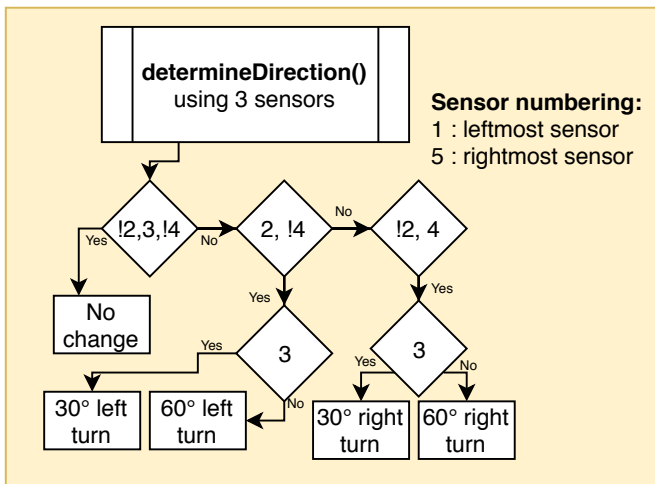 determineDirection()
using 3 sensors
Sensor numbering:
1 : leftmost sensor
5 : rightmost sensor
!2,3,!4
Yes
No
2, !4
No
!2, 4
No
change
Yes
Yes
3
Yes
No
3
Yes
No
30° left
turn
60° left
turn
30° right
turn
60° right
turn